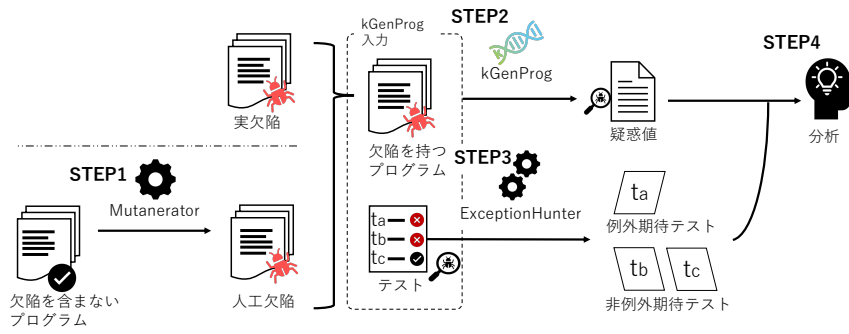 kGenProg
入力
STEP2
kGenProg
STEP4
実欠陥
欠陥を持つ
プログラム
疑惑値
分析
STEP1
Mutanerator
STEP3
ExceptionHunter
ta
例外期待テスト
ta
tb
tc
テスト
tb
tc
非例外期待テスト
欠陥を含まない
プログラム
人工欠陥